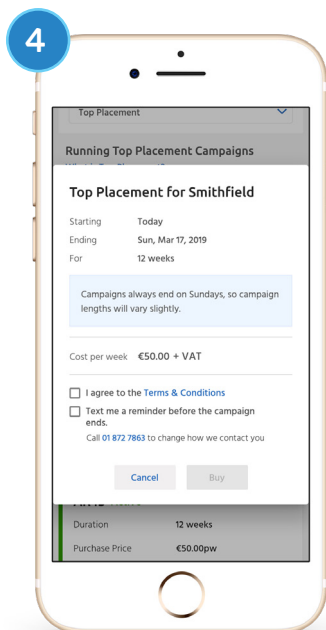 4
Top Placement
Running Top Placement Campaigns
Top Placement for Smithfield
Starting Today
Ending Sun, Mar 17, 2019
For 12 weeks
Campaigns always end on Sundays, so campaign
lengths will vary slightly.
Cost per week €50.00 + VAT
I agree to the Terms & Conditions
Text me a reminder before the campaign
ends.
Call 01 872 7863 to change how we contact you
Cancel Buy
Duration 12 weeks
Purchase Price €50.00pw